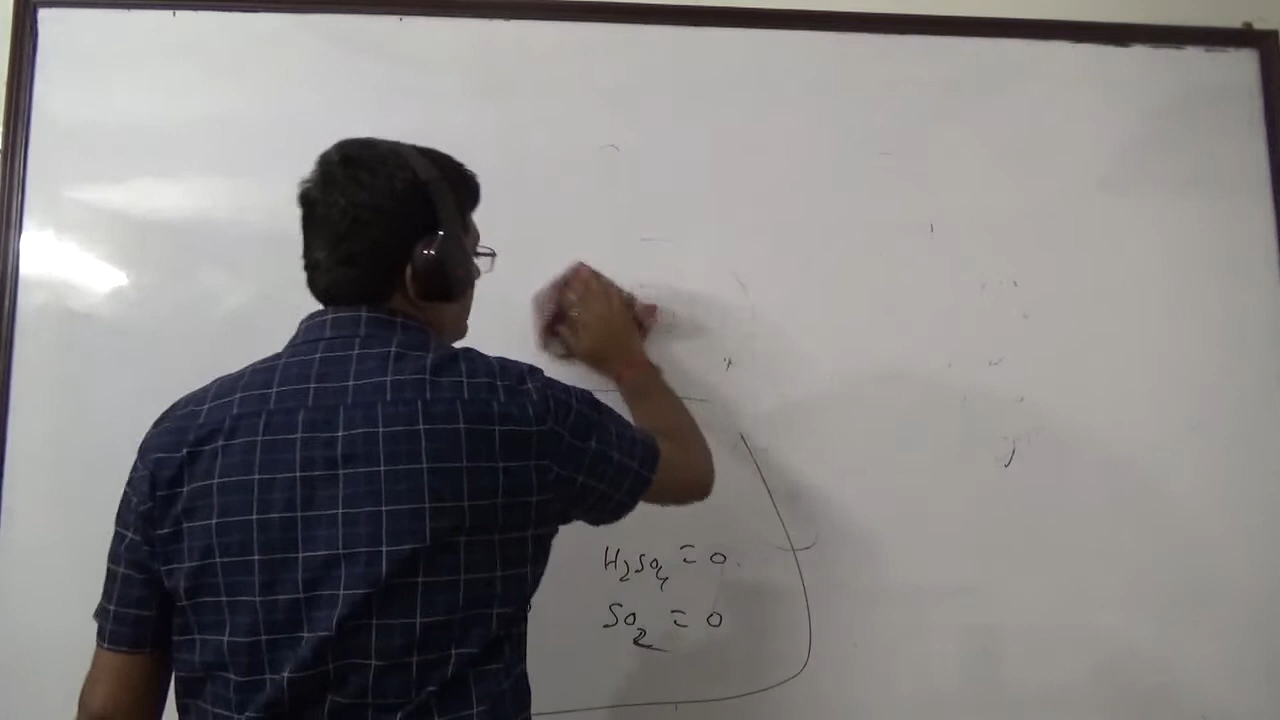 H₂SO₄ = 0.
SO₂ = 0